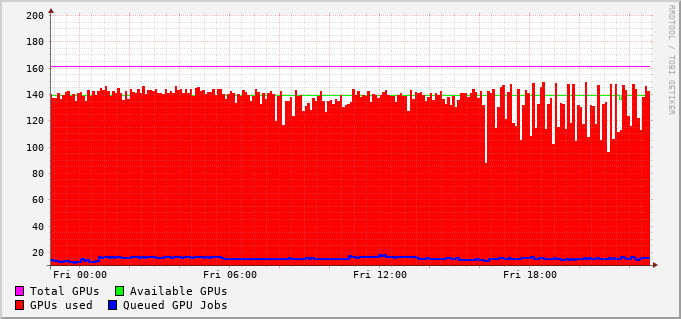 RRDTOOL / TOBI OETIKER
200
180
160
140
120
100
80
60
40
20
Fri 00:00 Fri 06:00 Fri 12:00 Fri 18:00
Total GPUs Available GPUs
GPUs used Queued GPU Jobs